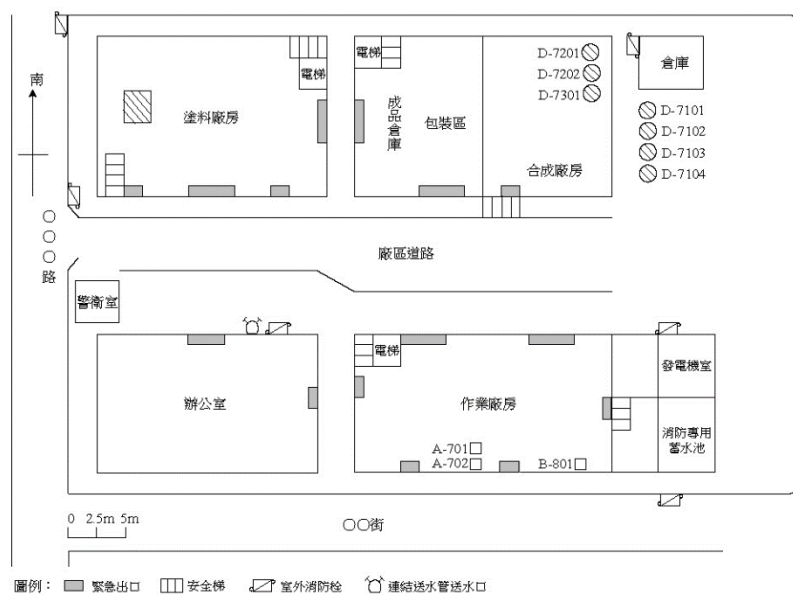 南
○
○
○
路
電梯
塗料廠房
電梯
成品倉庫
包裝區
D-7201
D-7202
D-7301
合成廠房
倉庫
D-7101
D-7102
D-7103
D-7104
廠區道路
警衛室
辦公室
電梯
作業廠房
A-701
A-702
B-801
發電機室
消防專用
蓄水池
0 2.5m 5m
○○街
圖例： 緊急出口 安全梯 室外消防栓 連結送水管送水口